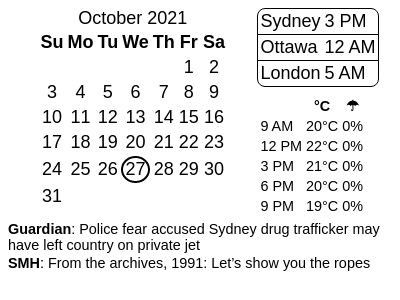 October 2021
Su Mo Tu We Th Fr Sa
1 2
3 4 5 6 7 8 9
10 11 12 13 14 15 16
17 18 19 20 21 22 23
24 25 26 27 28 29 30
31
Sydney 3 PM
Ottawa 12 AM
London 5 AM
°C ☂
9 AM 20°C 0%
12 PM 22°C 0%
3 PM 21°C 0%
6 PM 20°C 0%
9 PM 19°C 0%
Guardian: Police fear accused Sydney drug trafficker may
have left country on private jet
SMH: From the archives, 1991: Let's show you the ropes